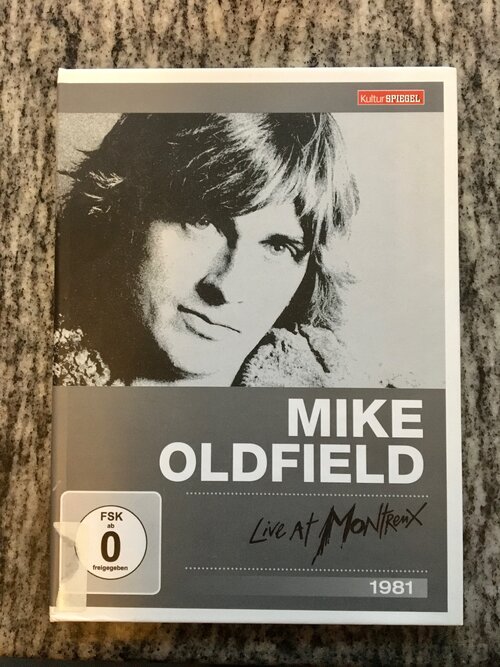 KulturSPIEGEL
MIKE
OLDFIELD
Live At Montreux
1981
FSK
ab
0
freigegeben